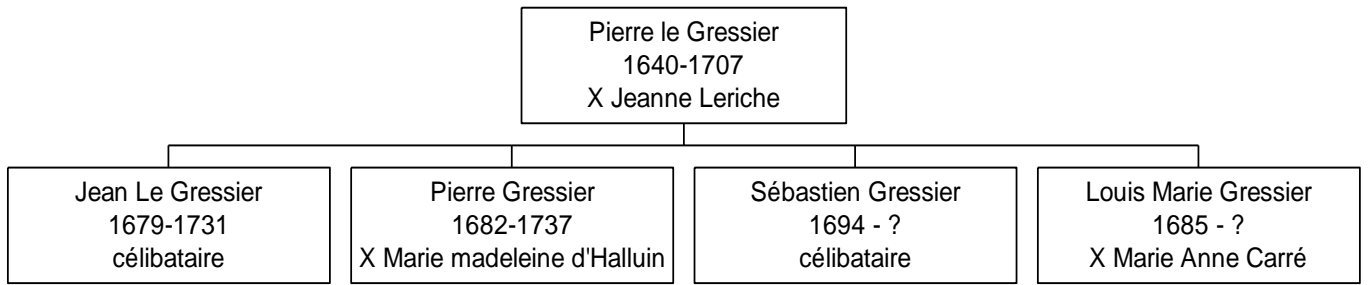 Pierre le Gressier
1640-1707
X Jeanne Leriche
Jean Le Gressier
1679-1731
célibataire
Pierre Gressier
1682-1737
X Marie madeleine d'Halluin
Sébastien Gressier
1694 - ?
célibataire
Louis Marie Gressier
1685 - ?
X Marie Anne Carré